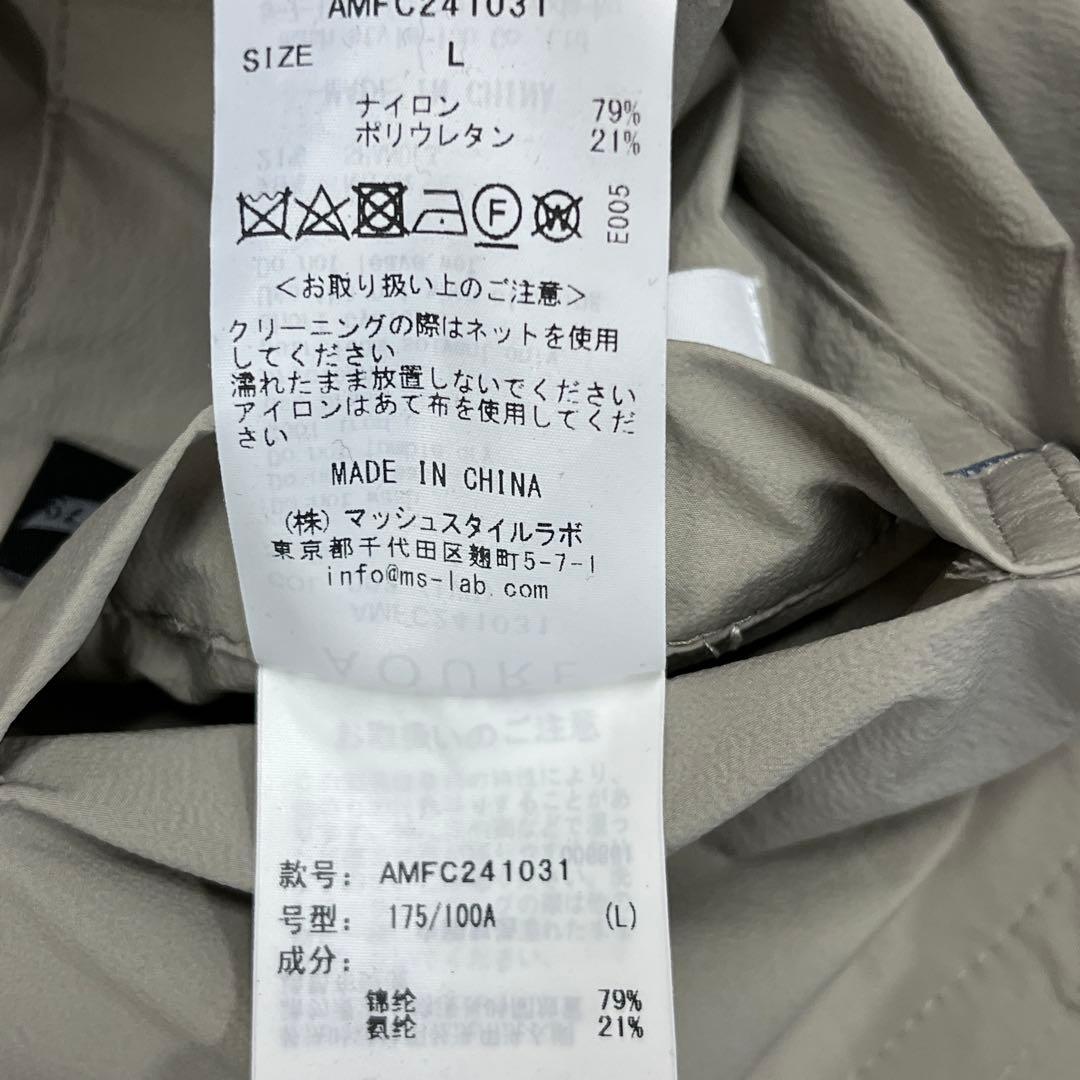 AMFC241031
SIZE L
ナイロン 79%
ポリウレタン 21%
F W E005
<お取り扱い上のご注意>
クリーニングの際はネットを使用
してください
濡れたまま放置しないでください
アイロンはあて布を使用してくだ
さい
MADE IN CHINA
(株)マッシュスタイルラボ
東京都千代田区麹町5-7-1
info@ms-lab.com
款号: AMFC241031
号型: 175/100A (L)
成分:
锦纶 79%
氨纶 21%